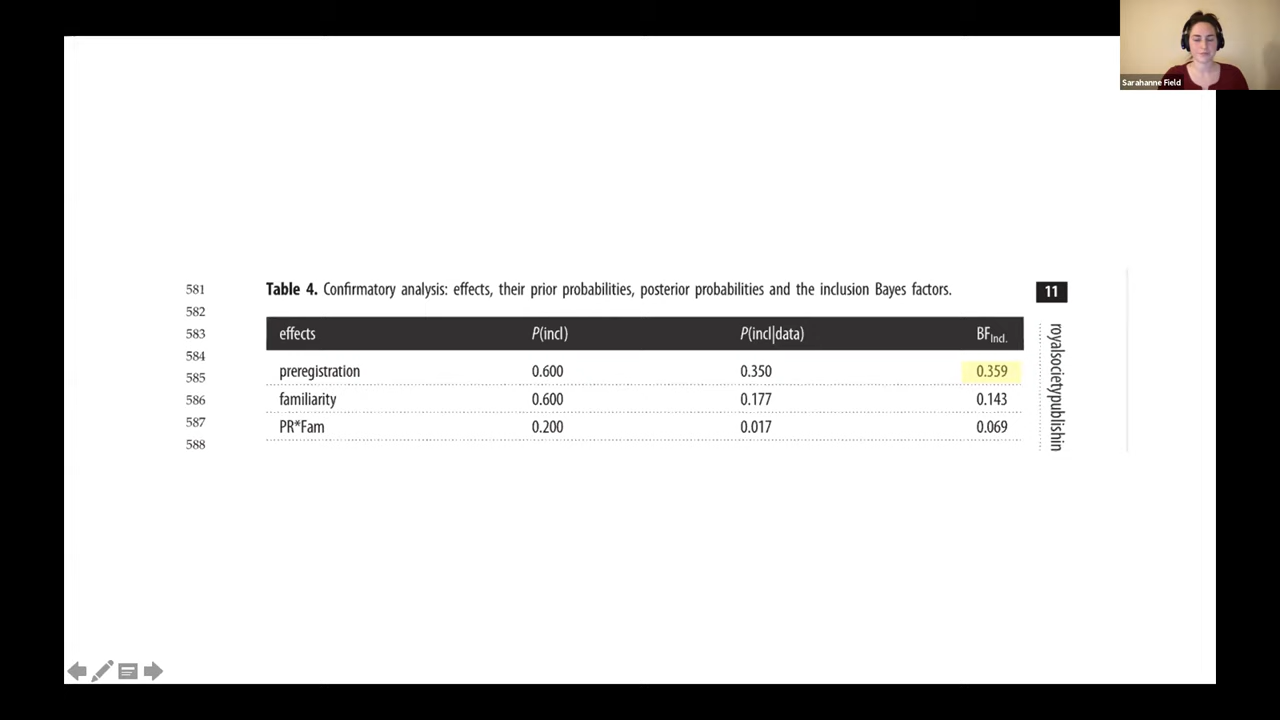 Sarahanne Field
581 Table 4. Confirmatory analysis: effects, their prior probabilities, posterior probabilities and the inclusion Bayes factors. 11
582
583 effects P(incl) P(incl|data) BFIncl.
584
585 preregistration 0.600 0.350 0.359
586 familiarity 0.600 0.177 0.143
587 PR*Fam 0.200 0.017 0.069
588
royalsocietypublishin